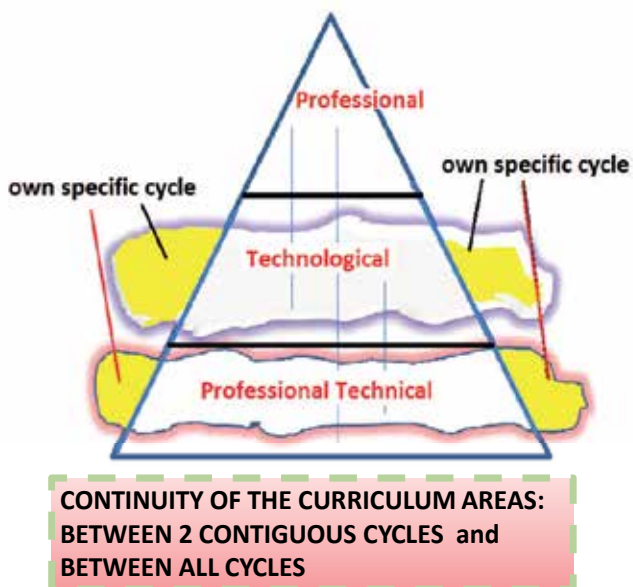 Professional
own specific cycle
own specific cycle
Technological
Professional Technical
CONTINUITY OF THE CURRICULUM AREAS:
BETWEEN 2 CONTIGUOUS CYCLES and
BETWEEN ALL CYCLES